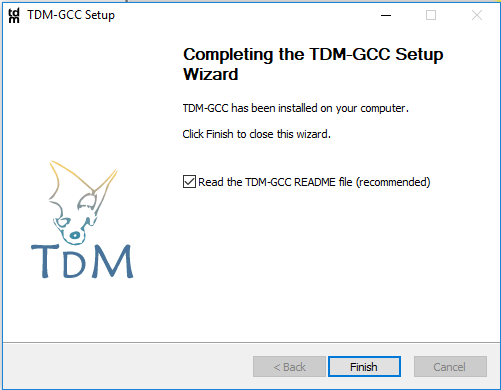 tdm TDM-GCC Setup
Completing the TDM-GCC Setup
Wizard
TDM-GCC has been installed on your computer.
Click Finish to close this wizard.
Read the TDM-GCC README file (recommended)
TDM
< Back Finish Cancel